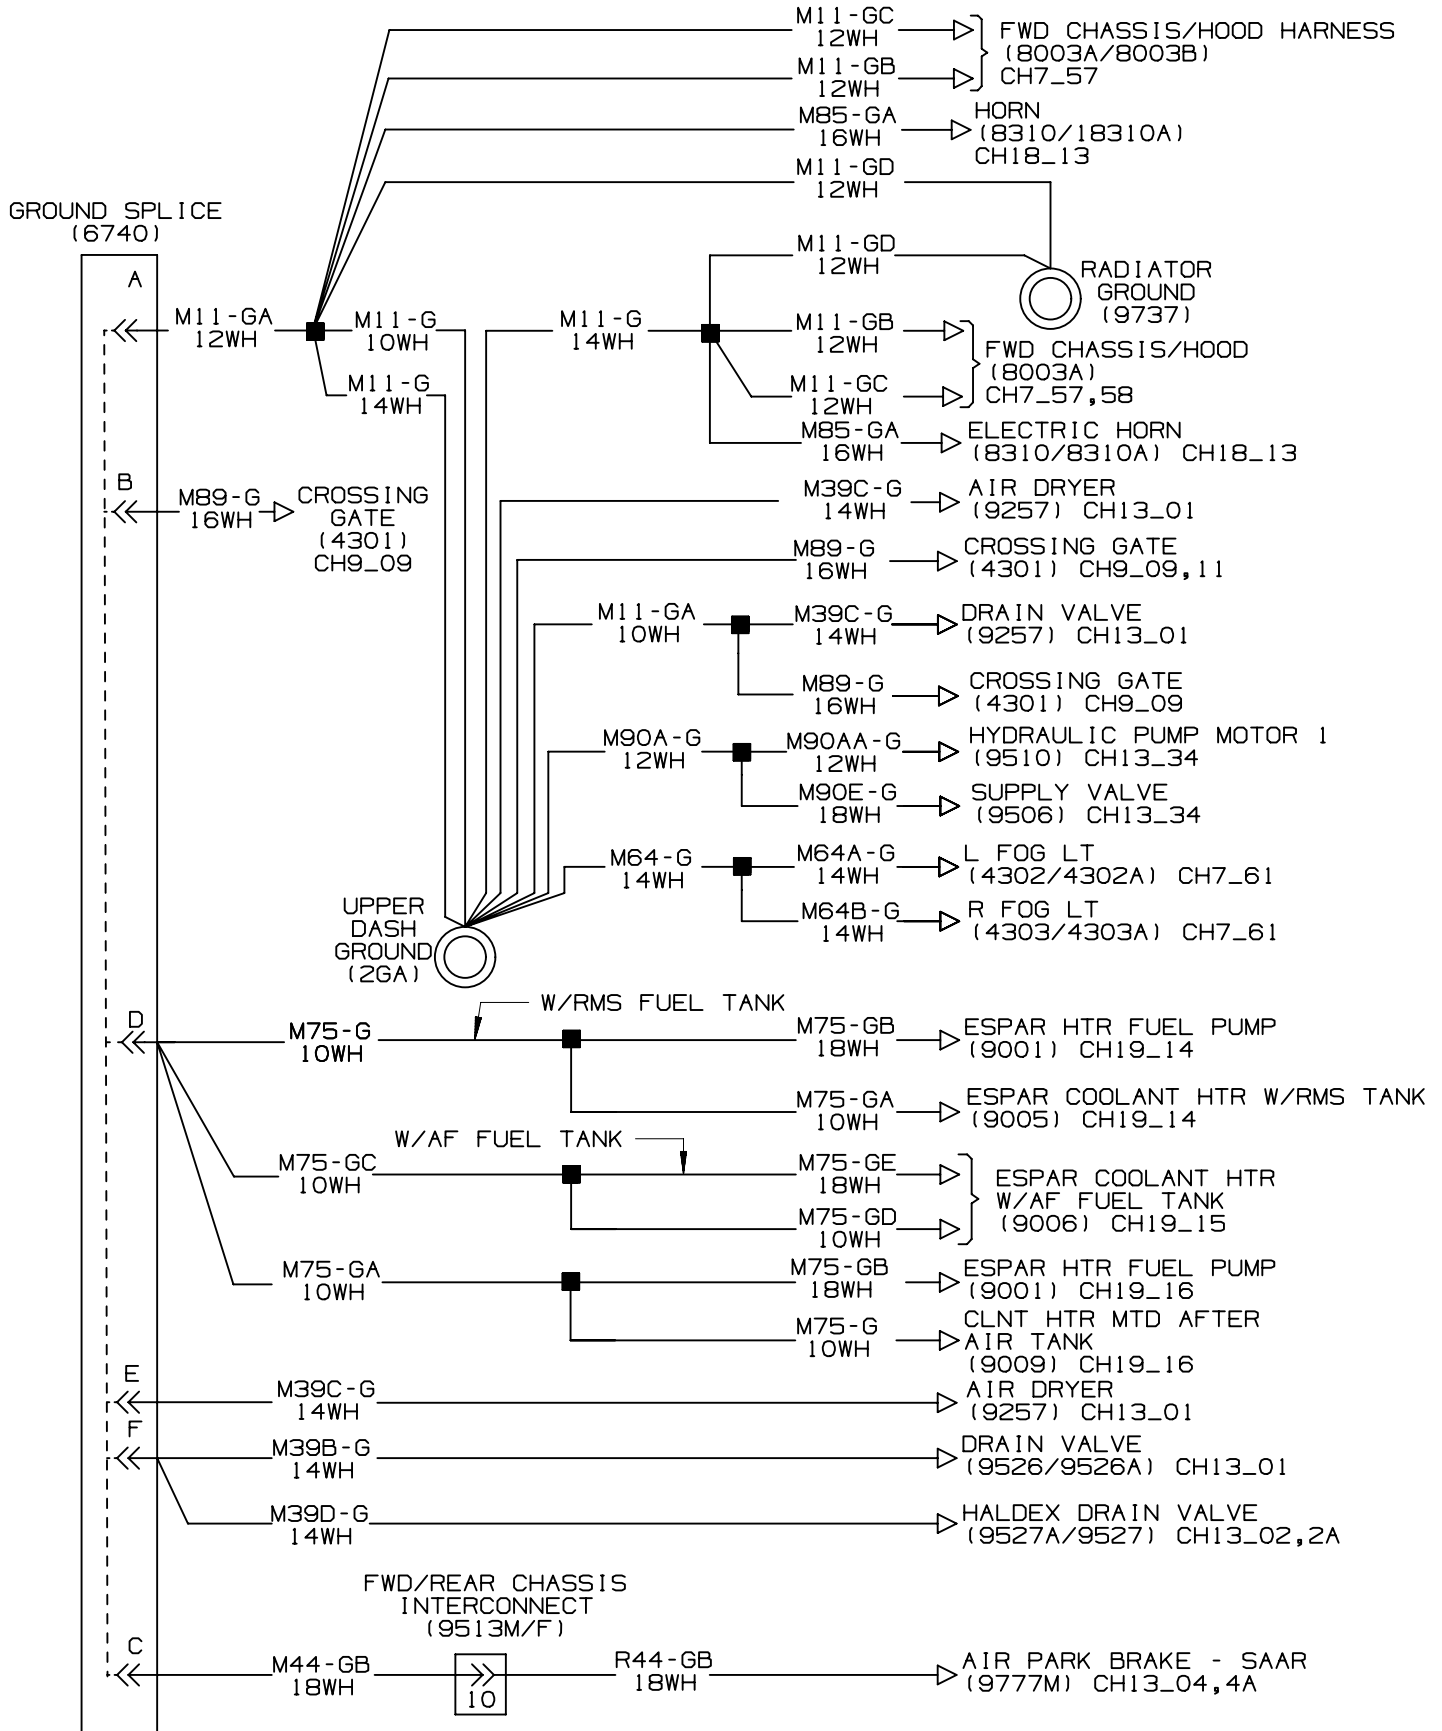 M11-GC
12WH
FWD CHASSIS/HOOD HARNESS
(8003A/8003B)
CH7_57
M11-GB
12WH
M85-GA
16WH
HORN
(8310/18310A)
CH18_13
M11-GD
12WH
GROUND SPLICE
(6740)
M11-GD
12WH
RADIATOR
GROUND
(9737)
A
M11-GA
12WH
M11-G
10WH
M11-G
14WH
M11-GB
12WH
FWD CHASSIS/HOOD
(8003A)
CH7_57,58
M11-G
14WH
M11-GC
12WH
M85-GA
16WH
ELECTRIC HORN
(8310/8310A) CH18_13
B
M89-G
16WH
CROSSING
GATE
(4301)
CH9_09
M39C-G
14WH
AIR DRYER
(9257) CH13_01
M89-G
16WH
CROSSING GATE
(4301) CH9_09,11
M11-GA
10WH
M39C-G
14WH
DRAIN VALVE
(9257) CH13_01
M89-G
16WH
CROSSING GATE
(4301) CH9_09
M90A-G
12WH
M90AA-G
12WH
HYDRAULIC PUMP MOTOR 1
(9510) CH13_34
M90E-G
18WH
SUPPLY VALVE
(9506) CH13_34
M64-G
14WH
M64A-G
14WH
L FOG LT
(4302/4302A) CH7_61
M64B-G
14WH
R FOG LT
(4303/4303A) CH7_61
UPPER
DASH
GROUND
(2GA)
D
W/RMS FUEL TANK
M75-G
10WH
M75-GB
18WH
ESPAR HTR FUEL PUMP
(9001) CH19_14
M75-GA
10WH
ESPAR COOLANT HTR W/RMS TANK
(9005) CH19_14
W/AF FUEL TANK
M75-GC
10WH
M75-GE
18WH
ESPAR COOLANT HTR
W/AF FUEL TANK
(9006) CH19_15
M75-GD
10WH
M75-GA
10WH
M75-GB
18WH
ESPAR HTR FUEL PUMP
(9001) CH19_16
M75-G
10WH
CLNT HTR MTD AFTER
AIR TANK
(9009) CH19_16
E
M39C-G
14WH
AIR DRYER
(9257) CH13_01
F
M39B-G
14WH
DRAIN VALVE
(9526/9526A) CH13_01
M39D-G
14WH
HALDEX DRAIN VALVE
(9527A/9527) CH13_02,2A
FWD/REAR CHASSIS
INTERCONNECT
(9513M/F)
C
M44-GB
18WH
10
R44-GB
18WH
AIR PARK BRAKE - SAAR
(9777M) CH13_04,4A